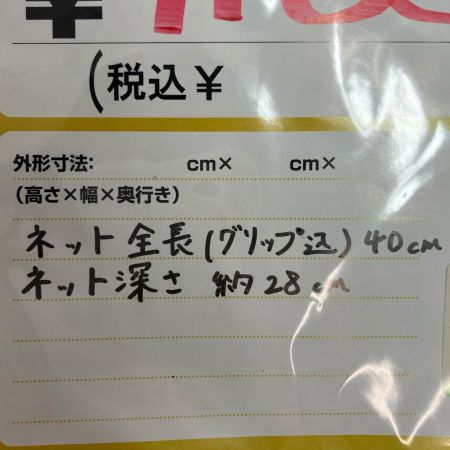 ¥
(税込¥
外形寸法: cm× cm×
(高さ×幅×奥行き)
ネット全長(グリップ込)40cm
ネット深さ 約28cm